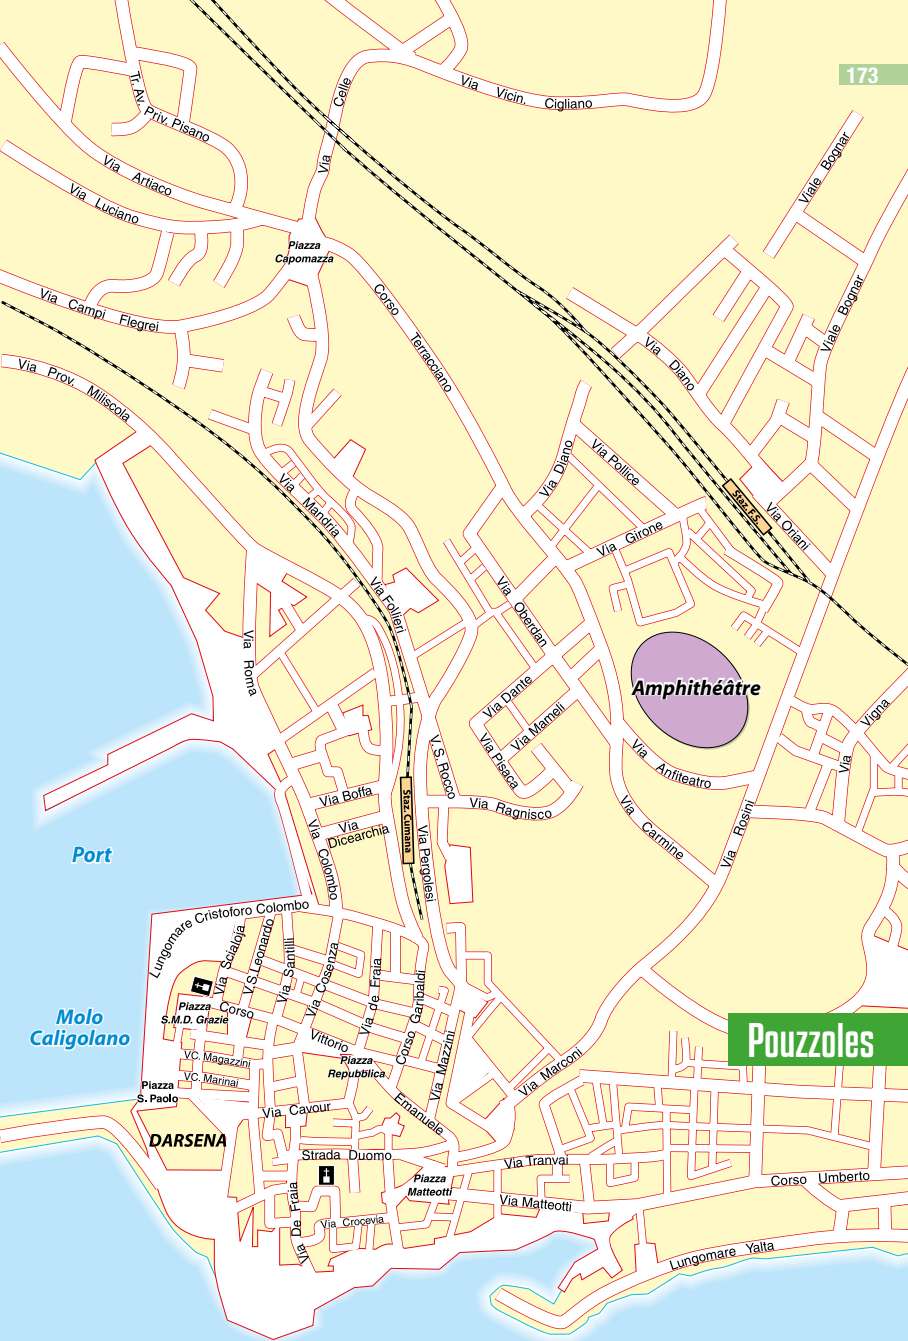 173
Via Vicin. Cigliano
Via Celle
Tr. Av. Priv. Pisano
Via Artiaco
Via Luciano
Viale Bognar
Piazza
Capomazza
Via Campi Flegrei
Corso Terracciano
Viale Bognar
Via Diano
Via Prov. Miliscola
Via Diano
Via Pollice
Via Mandria
Staz. F.S.
Via Oriani
Via Girone
Via Follieri
Via Oberdan
Via Roma
Amphithéâtre
Via Dante
Via Mameli
Via Pisaca
Via Vigna
V. S. Rocco
Via Anfiteatro
Via Boffa
Via Ragnisco
Via Carmine
Via Rosini
Staz. Cumana
Via
Dicearchia
Via Colombo
Via Pergolesi
Port
Lungomare Cristoforo Colombo
Via Scialoja
V.S. Leonardo
Via Santilli
Via Cosenza
Via de Fraia
Corso Garibaldi
Via Mazzini
Piazza
S.M.D. Grazie
Corso Vittorio Emanuele
Molo
Caligolano
Pouzzoles
VC. Magazzini
VC. Marinai
Piazza
Repubblica
Piazza
S. Paolo
Via Marconi
Via Cavour
DARSENA
Strada Duomo
Via Tranvai
Piazza
Matteotti
Corso Umberto
Via Matteotti
Via De Fraia
Via Crocevia
Lungomare Yalta